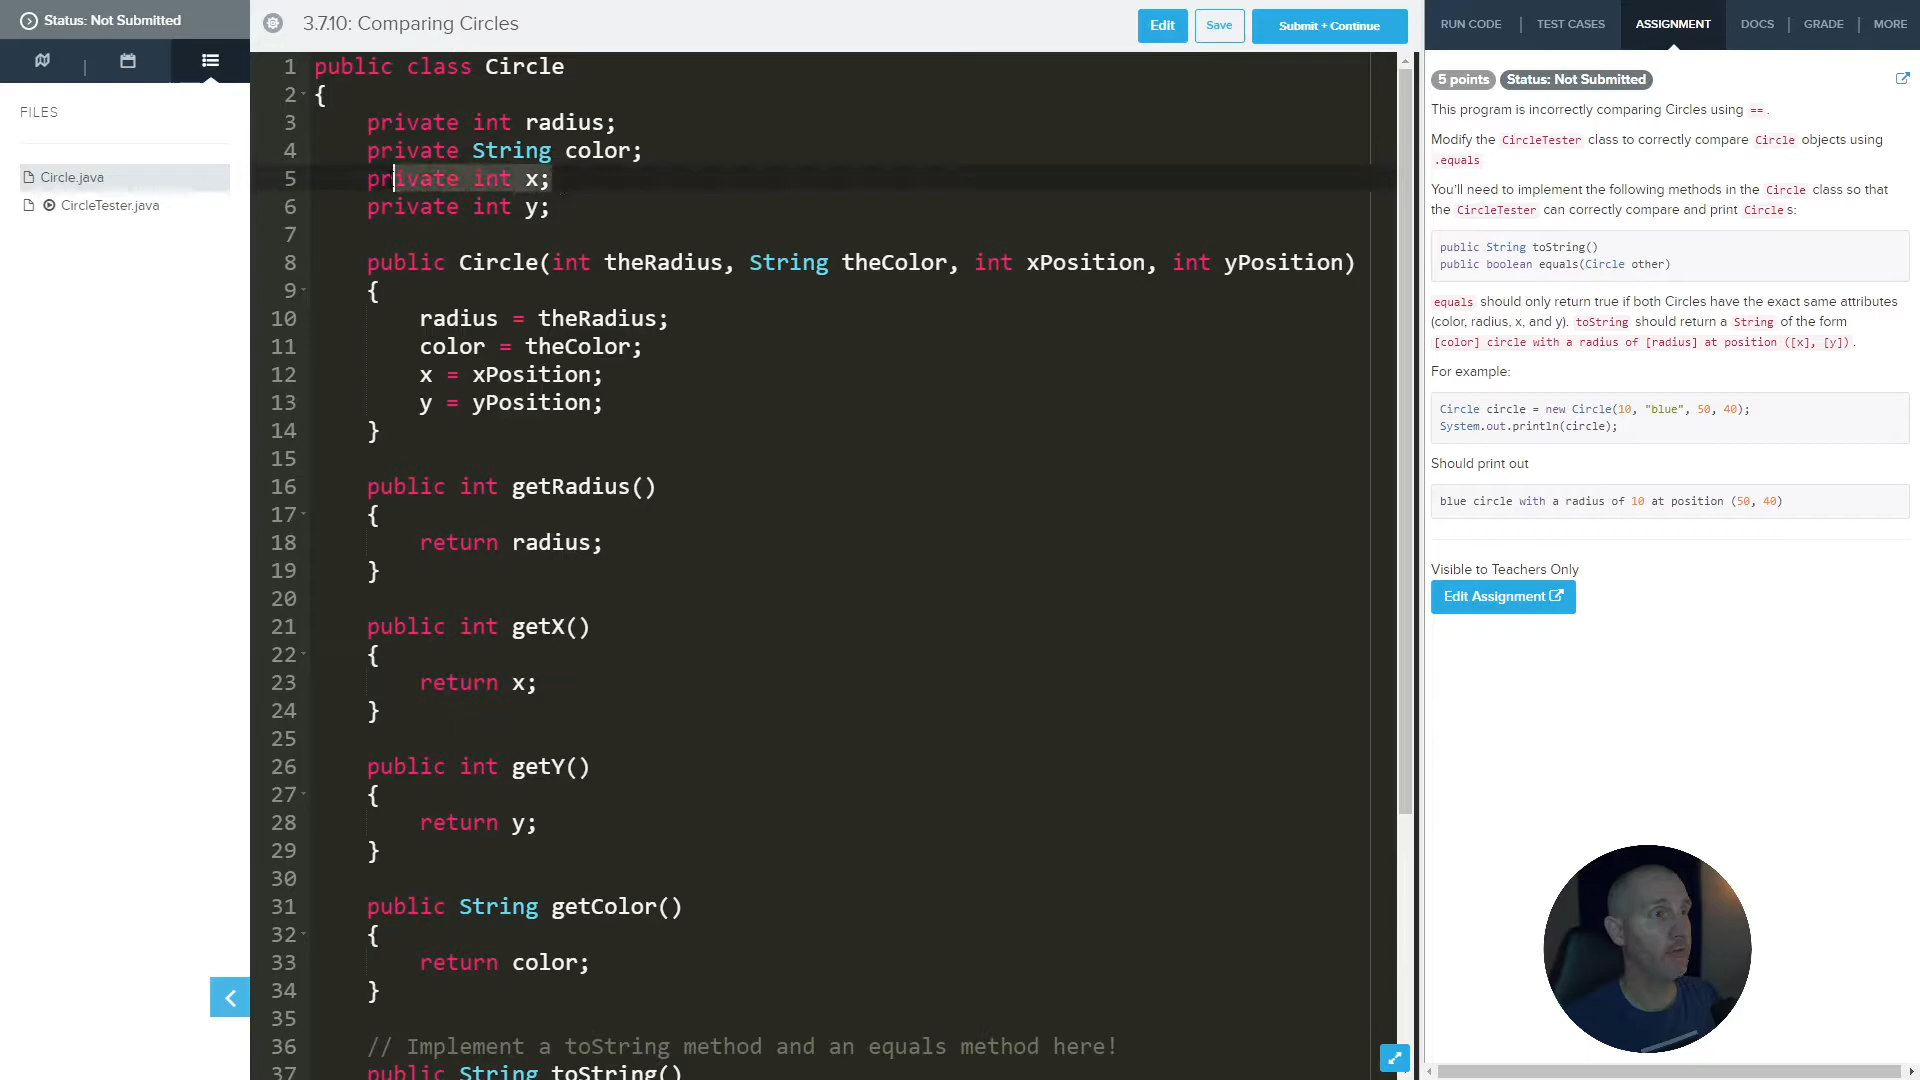 Status: Not Submitted
FILES
Circle.java
CircleTester.java
3.7.10: Comparing Circles
Edit
Save
Submit + Continue
1 public class Circle
2 {
3 private int radius;
4 private String color;
5 private int x;
6 private int y;
7
8 public Circle(int theRadius, String theColor, int xPosition, int yPosition)
9 {
10 radius = theRadius;
11 color = theColor;
12 x = xPosition;
13 y = yPosition;
14 }
15
16 public int getRadius()
17 {
18 return radius;
19 }
20
21 public int getX()
22 {
23 return x;
24 }
25
26 public int getY()
27 {
28 return y;
29 }
30
31 public String getColor()
32 {
33 return color;
34 }
35
36 // Implement a toString method and an equals method here!
37 public String toString()
RUN CODE
TEST CASES
ASSIGNMENT
DOCS
GRADE
MORE
5 points Status: Not Submitted
This program is incorrectly comparing Circles using ==.
Modify the CircleTester class to correctly compare Circle objects using
.equals
You'll need to implement the following methods in the Circle class so that
the CircleTester can correctly compare and print Circles:
public String toString()
public boolean equals(Circle other)
equals should only return true if both Circles have the exact same attributes
(color, radius, x, and y). toString should return a String of the form
[color] circle with a radius of [radius] at position ([x], [y]).
For example:
Circle circle = new Circle(10, "blue", 50, 40);
System.out.println(circle);
Should print out
blue circle with a radius of 10 at position (50, 40)
Visible to Teachers Only
Edit Assignment